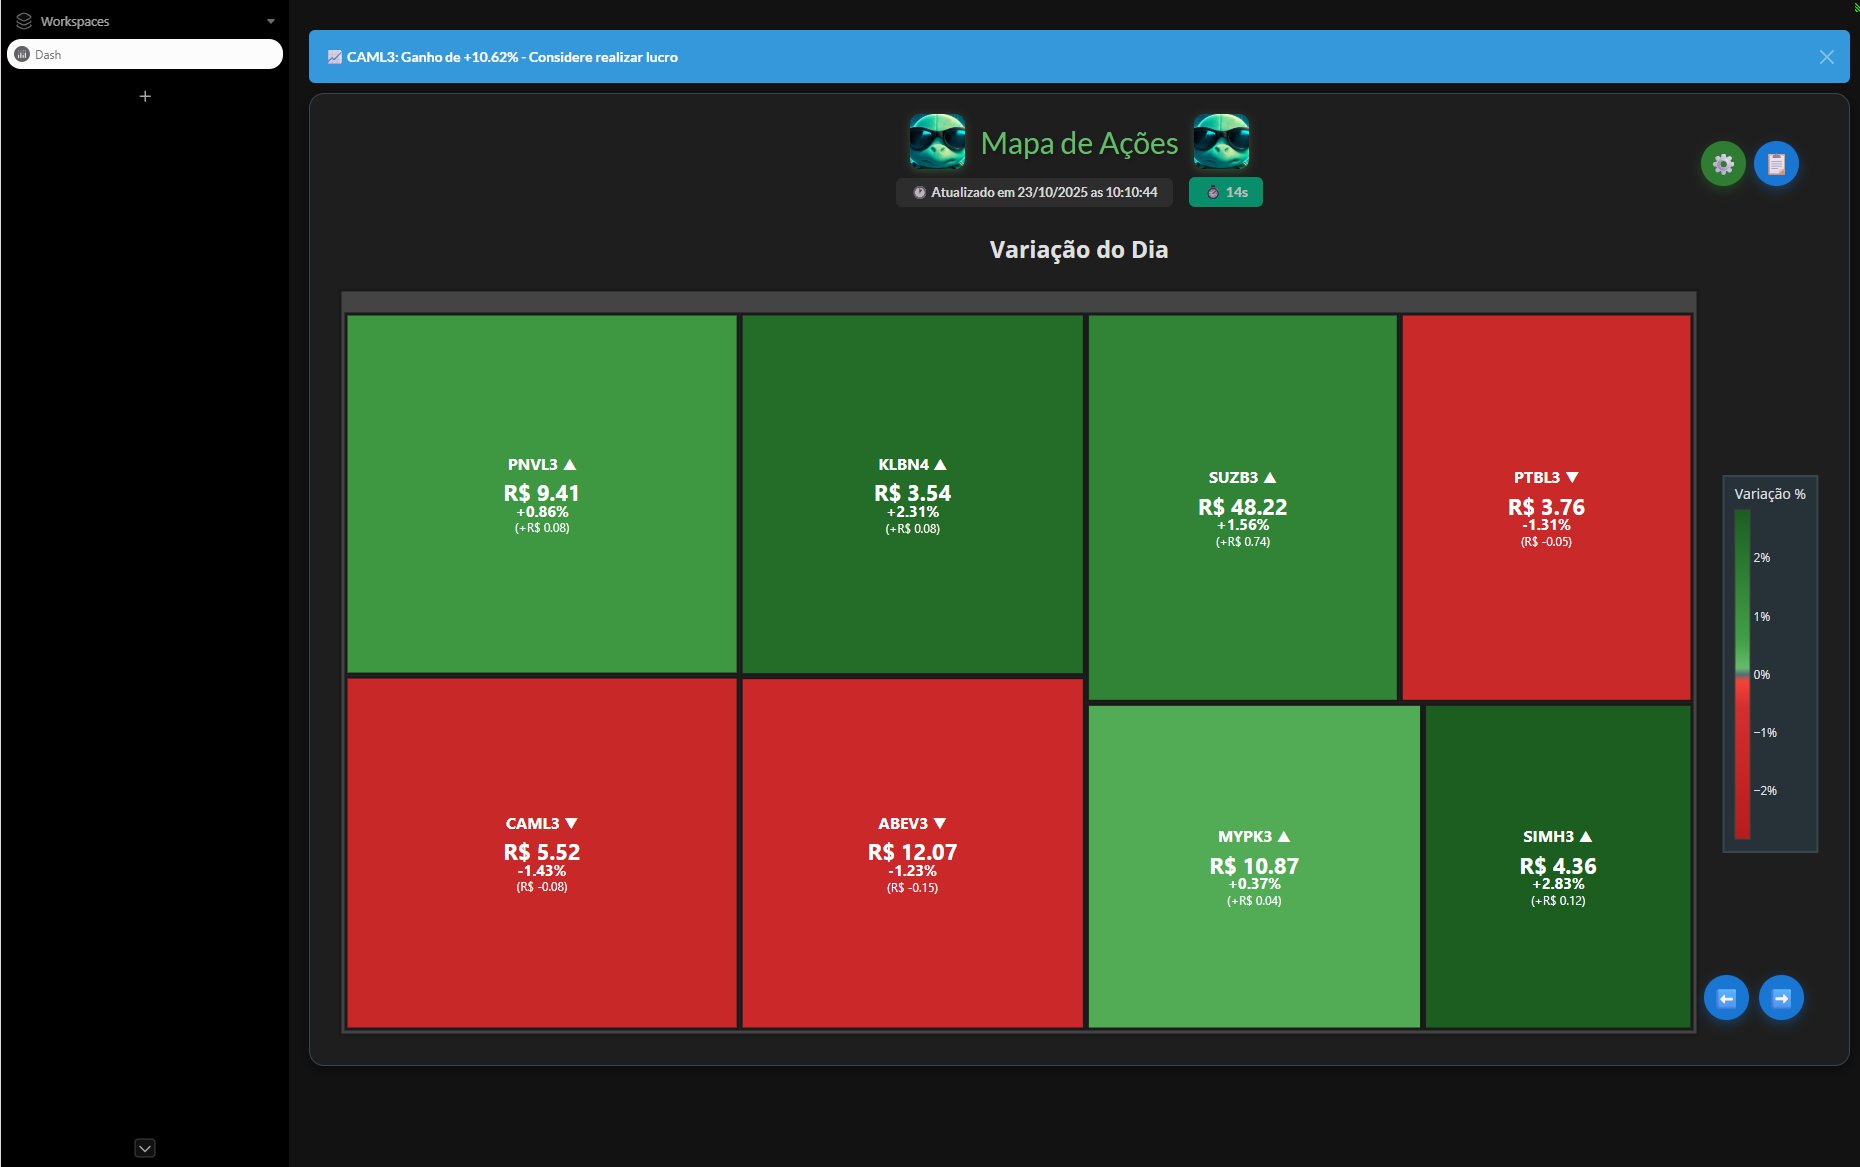 Workspaces
Dash
+
CAML3: Ganho de +10.62% - Considere realizar lucro
Mapa de Ações
Atualizado em 23/10/2025 as 10:10:44
14s
Variação do Dia
PNVL3 ▲
R$ 9.41
+0.86%
(+R$ 0.08)
KLBN4 ▲
R$ 3.54
+2.31%
(+R$ 0.08)
SUZB3 ▲
R$ 48.22
+1.56%
(+R$ 0.74)
PTBL3 ▼
R$ 3.76
-1.31%
(R$ -0.05)
CAML3 ▼
R$ 5.52
-1.43%
(R$ -0.08)
ABEV3 ▼
R$ 12.07
-1.23%
(R$ -0.15)
MYPK3 ▲
R$ 10.87
+0.37%
(+R$ 0.04)
SIMH3 ▲
R$ 4.36
+2.83%
(+R$ 0.12)
Variação %
2%
1%
0%
−1%
−2%